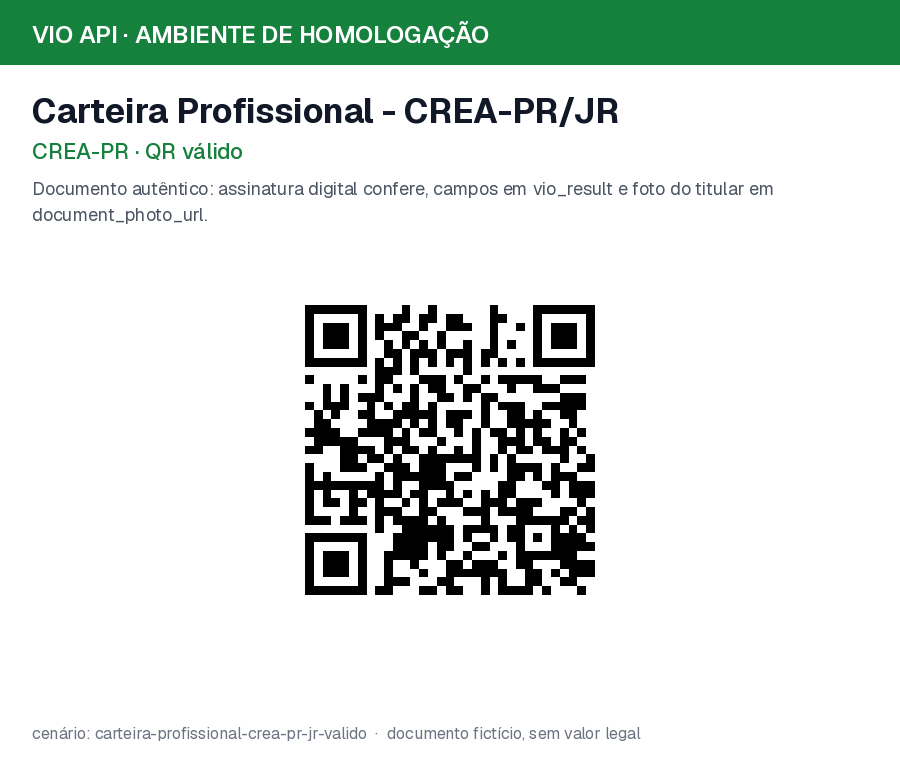 VIO API · AMBIENTE DE HOMOLOGAÇÃO
Carteira Profissional - CREA-PR/JR
CREA-PR · QR válido
Documento autêntico: assinatura digital confere, campos em vio_result e foto do titular em
document_photo_url.
cenário: carteira-profissional-crea-pr-jr-valido · documento fictício, sem valor legal